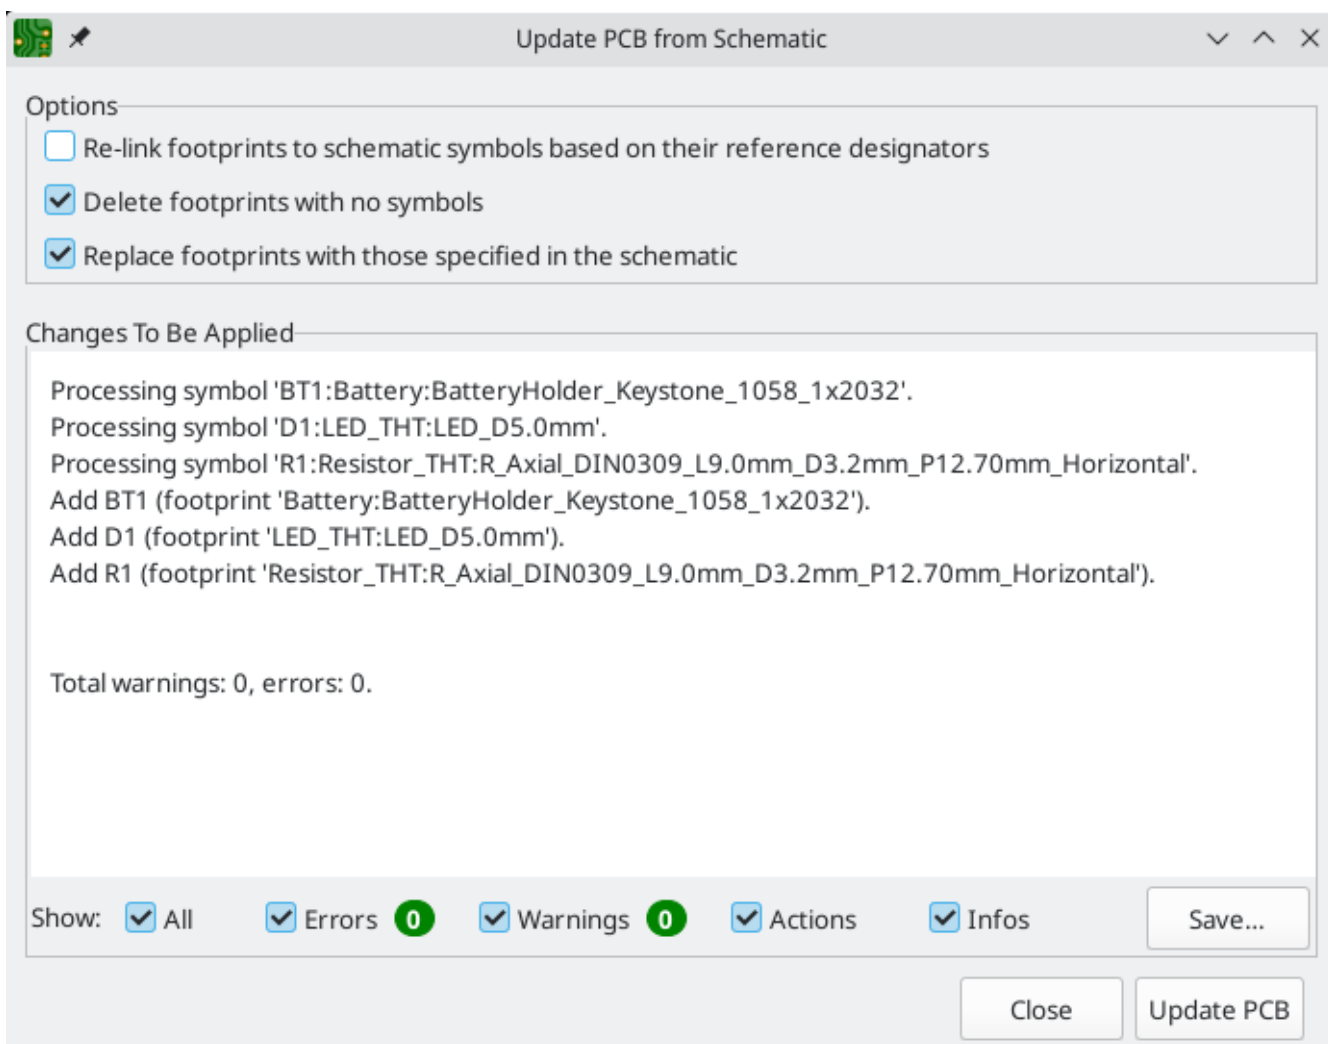 Update PCB from Schematic
Options
Re-link footprints to schematic symbols based on their reference designators
Delete footprints with no symbols
Replace footprints with those specified in the schematic
Changes To Be Applied
Processing symbol 'BT1:Battery:BatteryHolder_Keystone_1058_1x2032'.
Processing symbol 'D1:LED_THT:LED_D5.0mm'.
Processing symbol 'R1:Resistor_THT:R_Axial_DIN0309_L9.0mm_D3.2mm_P12.70mm_Horizontal'.
Add BT1 (footprint 'Battery:BatteryHolder_Keystone_1058_1x2032').
Add D1 (footprint 'LED_THT:LED_D5.0mm').
Add R1 (footprint 'Resistor_THT:R_Axial_DIN0309_L9.0mm_D3.2mm_P12.70mm_Horizontal').
Total warnings: 0, errors: 0.
Show: All Errors 0 Warnings 0 Actions Infos Save...
Close Update PCB